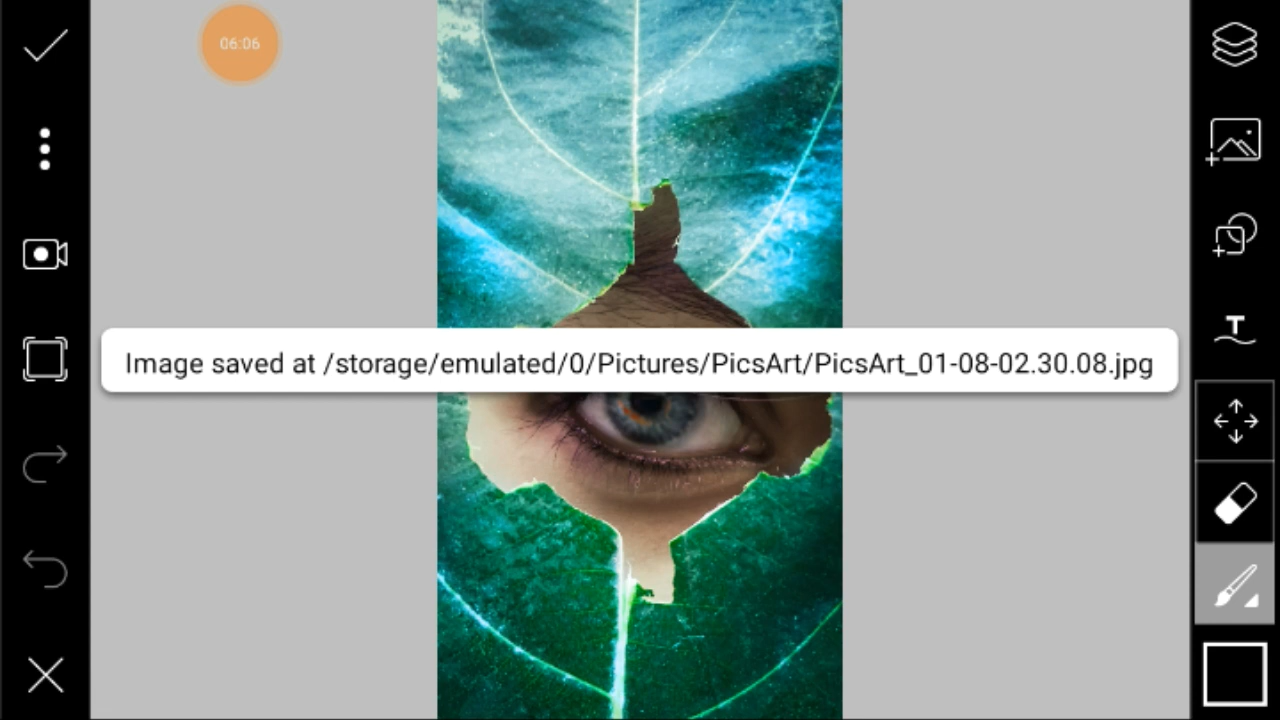 06:06
Image saved at /storage/emulated/0/Pictures/PicsArt/PicsArt_01-08-02.30.08.jpg
T